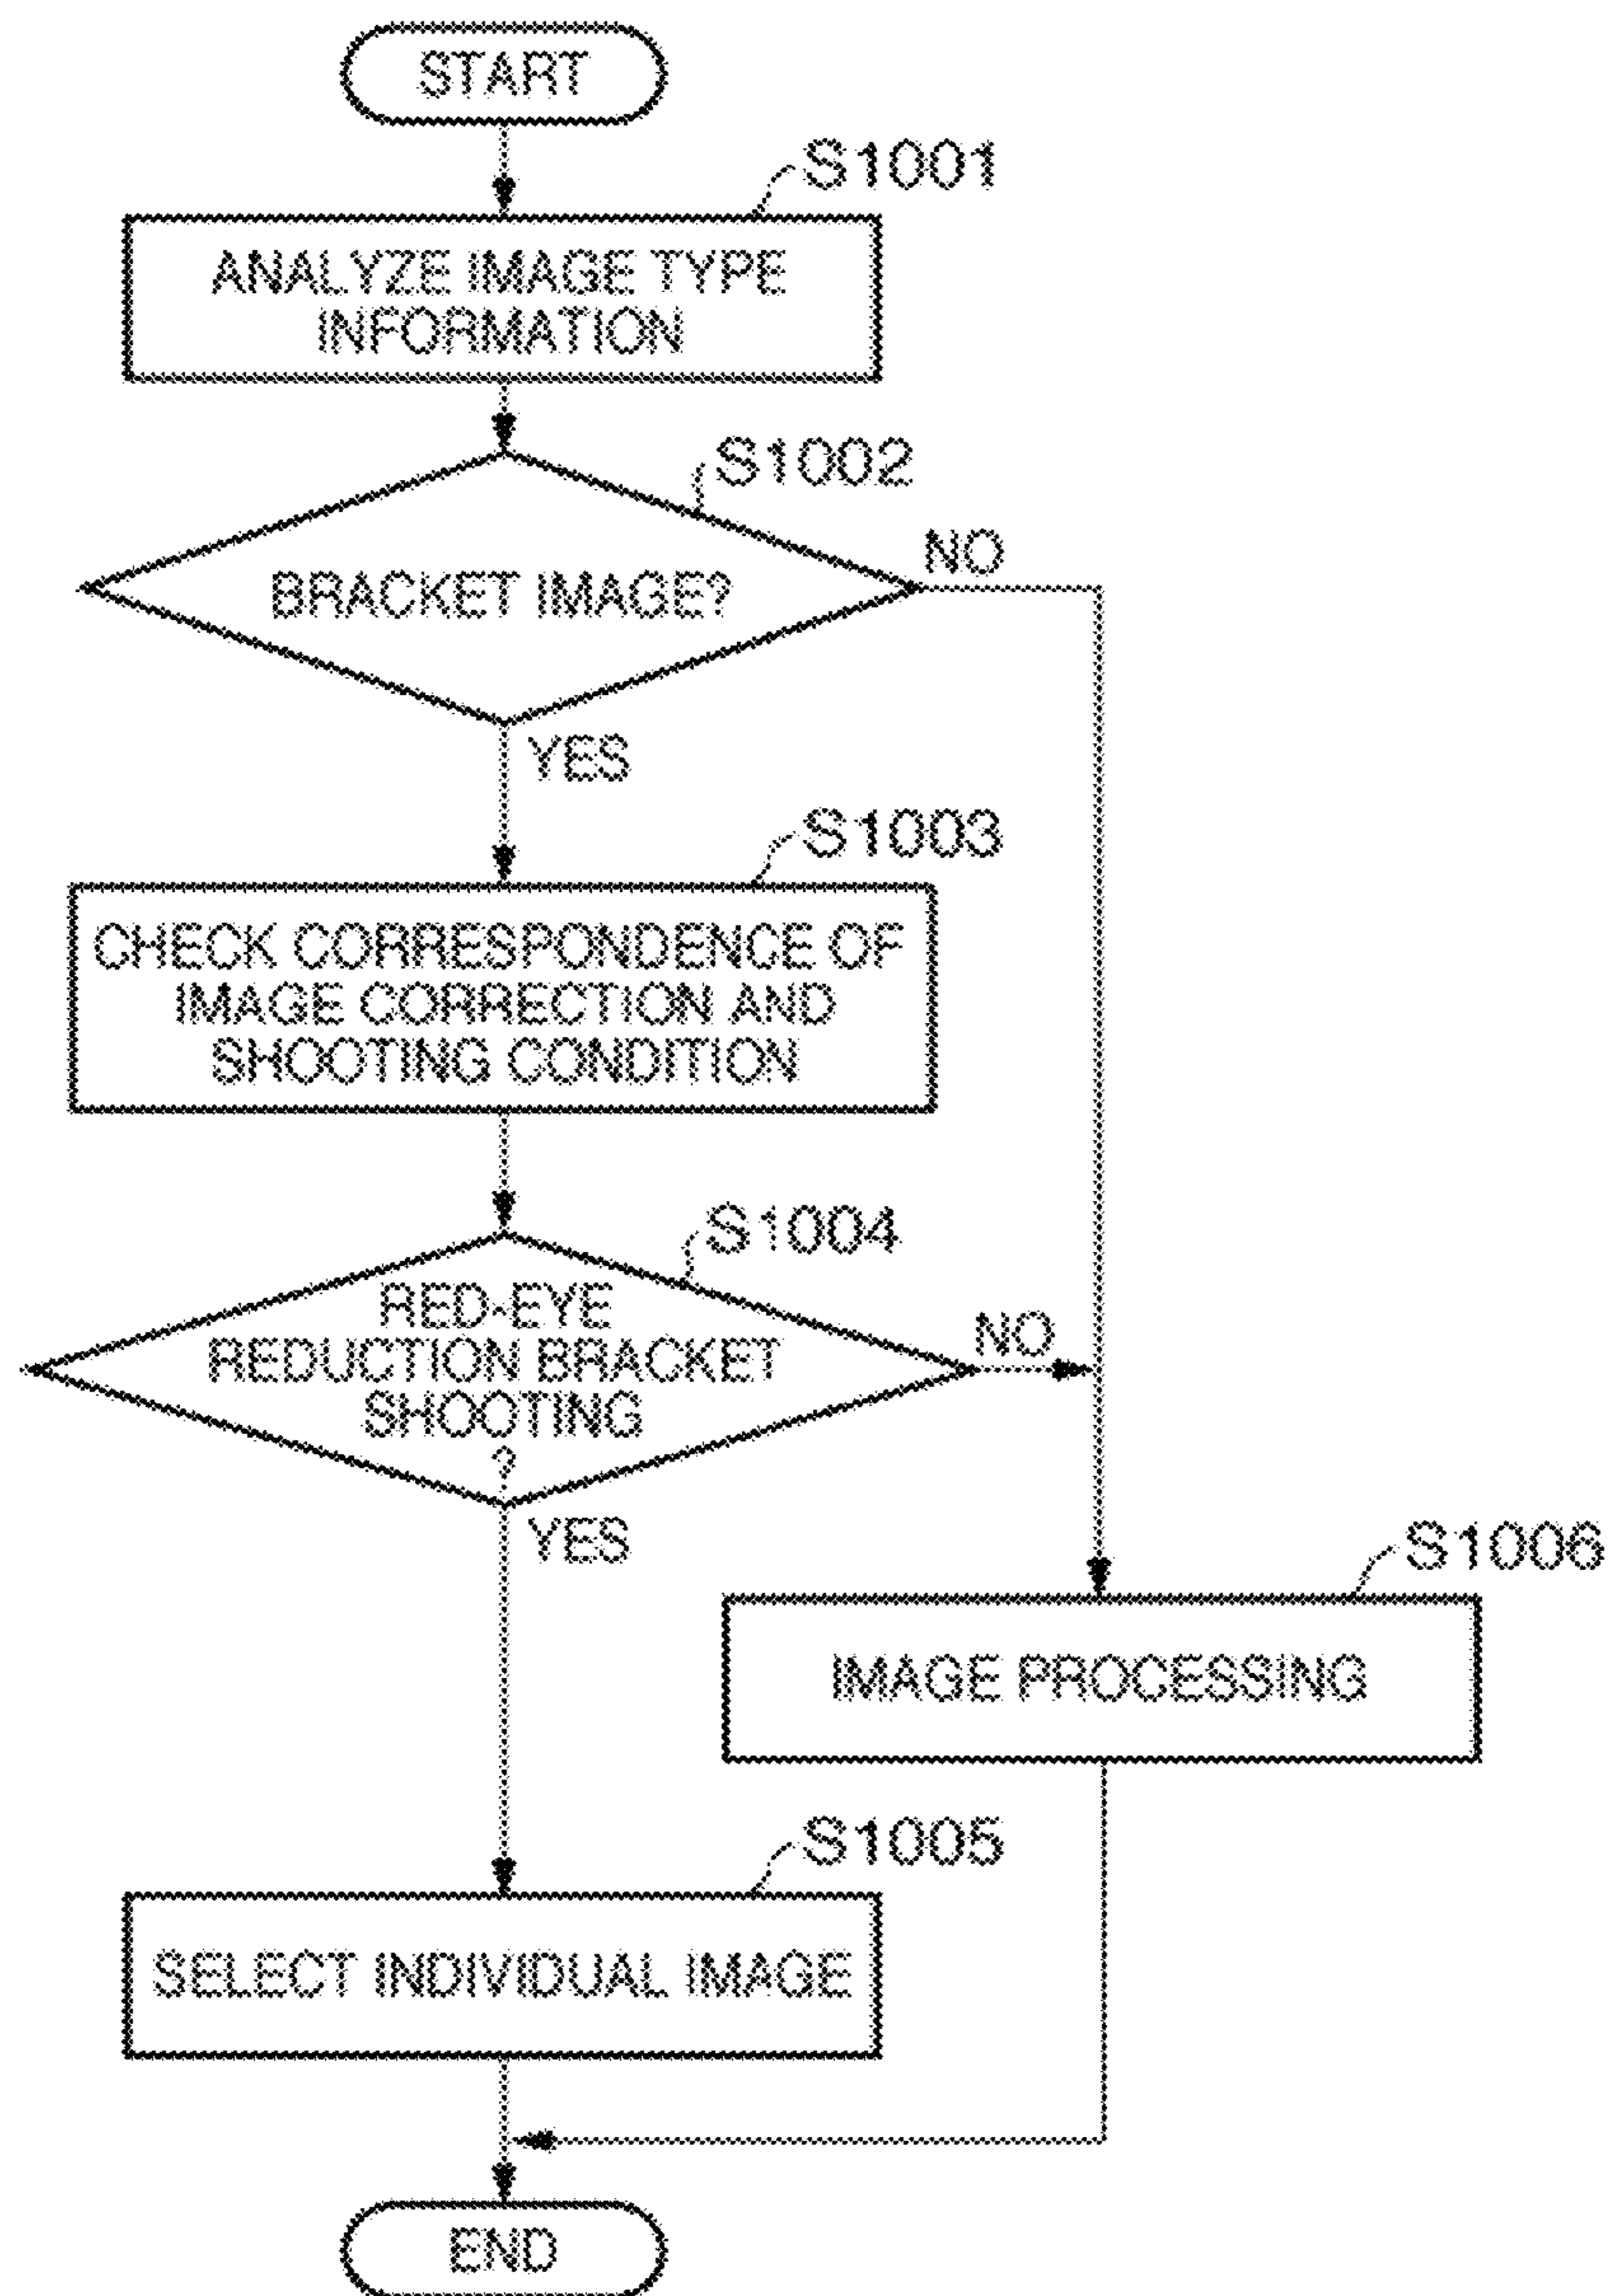 START
S1001
ANALYZE IMAGE TYPE
INFORMATION
S1002
NO
BRACKET IMAGE?
YES
S1003
CHECK CORRESPONDENCE OF
IMAGE CORRECTION AND
SHOOTING CONDITION
S1004
RED-EYE
NO
REDUCTION BRACKET
SHOOTING
?
YES
S1006
IMAGE PROCESSING
S1005
SELECT INDIVIDUAL IMAGE
END